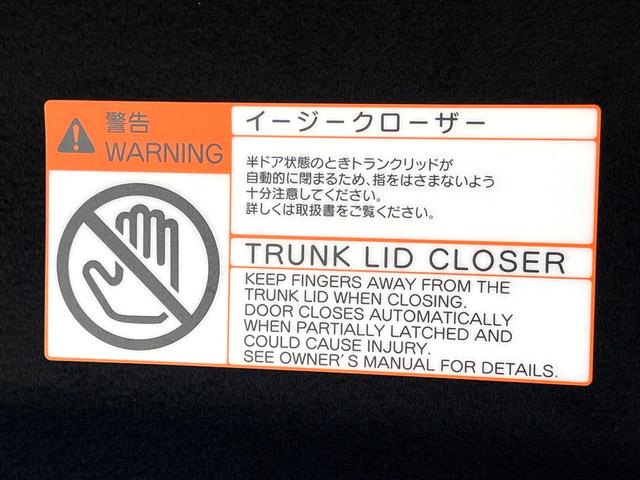 警告
WARNING
イージークローザー
半ドア状態のときトランクリッドが
自動的に閉まるため、指をはさまないよう
十分注意してください。
詳しくは取扱書をご覧ください。
TRUNK LID CLOSER
KEEP FINGERS AWAY FROM THE
TRUNK LID WHEN CLOSING.
DOOR CLOSES AUTOMATICALLY
WHEN PARTIALLY LATCHED AND
COULD CAUSE INJURY.
SEE OWNER'S MANUAL FOR DETAILS.